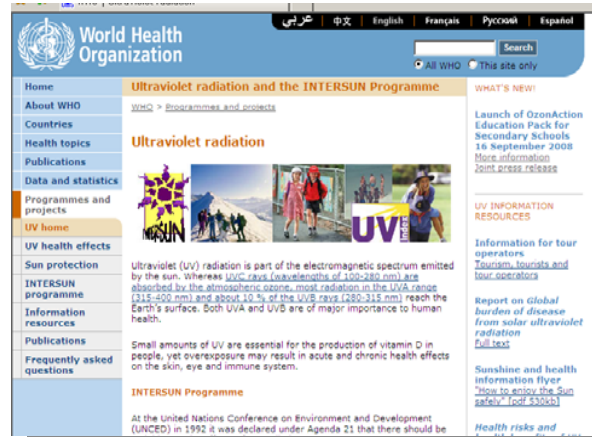 عربي | 中文 | English | Français | Русский | Español
World Health
Organization
Search
All WHO This site only
Home
About WHO
Countries
Health topics
Publications
Data and statistics
Programmes and
projects
UV home
UV health effects
Sun protection
INTERSUN
programme
Information
resources
Publications
Frequently asked
questions
Ultraviolet radiation and the INTERSUN Programme
WHO > Programmes and projects
Ultraviolet radiation
INTERSUN
UV Index
Ultraviolet (UV) radiation is part of the electromagnetic spectrum emitted
by the sun. Whereas UVC rays (wavelengths of 100-280 nm) are
absorbed by the atmospheric ozone, most radiation in the UVA range
(315-400 nm) and about 10 % of the UVB rays (280-315 nm) reach the
Earth's surface. Both UVA and UVB are of major importance to human
health.
Small amounts of UV are essential for the production of vitamin D in
people, yet overexposure may result in acute and chronic health effects
on the skin, eye and immune system.
INTERSUN Programme
At the United Nations Conference on Environment and Development
(UNCED) in 1992 it was declared under Agenda 21 that there should be
WHAT'S NEW!
Launch of OzonAction
Education Pack for
Secondary Schools
16 September 2008
More information
Joint press release
UV INFORMATION
RESOURCES
Information for tour
operators
Tourism, tourists and
tour operators
Report on Global
burden of disease
from solar ultraviolet
radiation
Full text
Sunshine and health
information flyer
"How to enjoy the Sun
safely" [pdf 530kb]
Health risks and